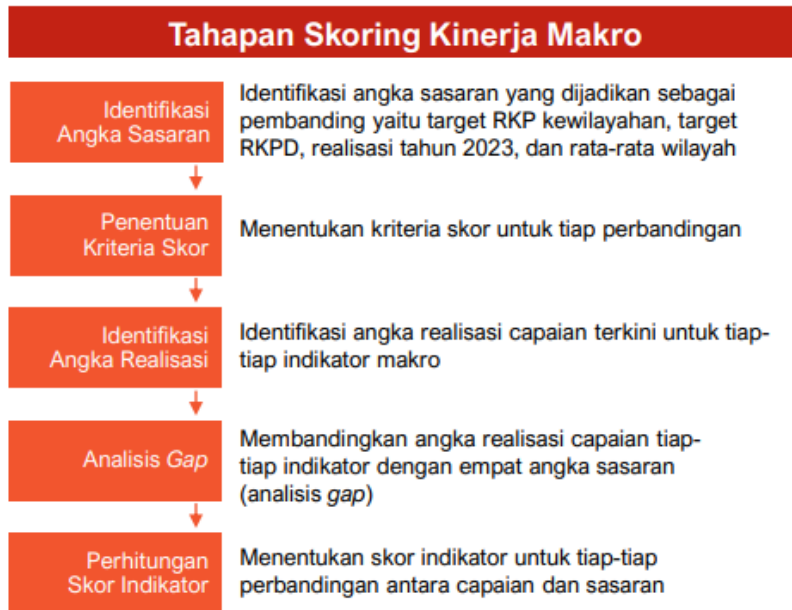 Tahapan Skoring Kinerja Makro
Identifikasi
Angka Sasaran
Identifikasi angka sasaran yang dijadikan sebagai
pembanding yaitu target RKP kewilayahan, target
RKPD, realisasi tahun 2023, dan rata-rata wilayah
Penentuan
Kriteria Skor
Menentukan kriteria skor untuk tiap perbandingan
Identifikasi
Angka Realisasi
Identifikasi angka realisasi capaian terkini untuk tiap-
tiap indikator makro
Analisis Gap
Membandingkan angka realisasi capaian tiap-
tiap indikator dengan empat angka sasaran
(analisis gap)
Perhitungan
Skor Indikator
Menentukan skor indikator untuk tiap-tiap
perbandingan antara capaian dan sasaran